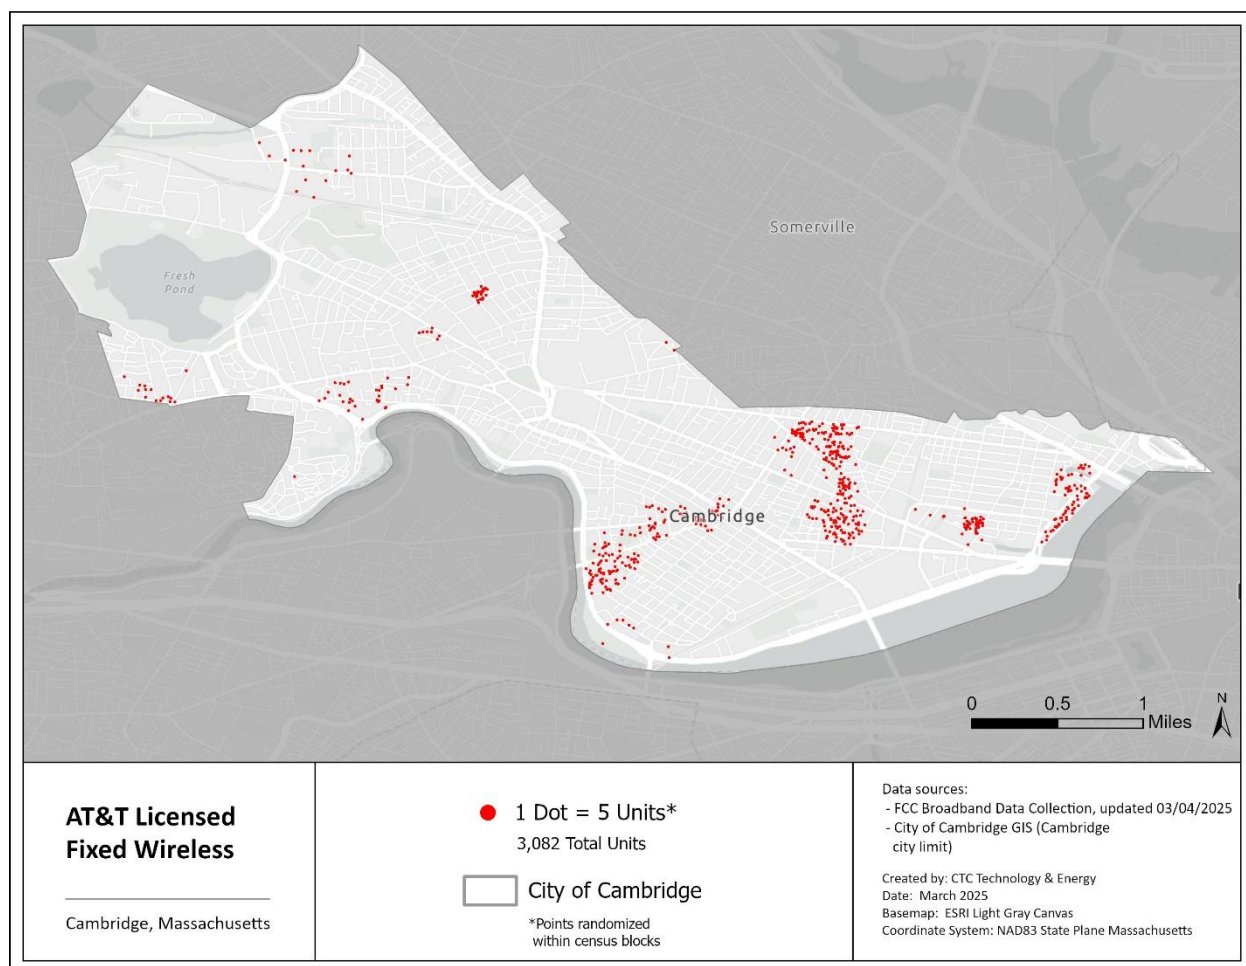 Somerville
Fresh
Pond
Cambridge
0 0.5 1
Miles
N
AT&T Licensed
Fixed Wireless
Cambridge, Massachusetts
1 Dot = 5 Units*
3,082 Total Units
City of Cambridge
*Points randomized
within census blocks
Data sources:
- FCC Broadband Data Collection, updated 03/04/2025
- City of Cambridge GIS (Cambridge
city limit)
Created by: CTC Technology & Energy
Date: March 2025
Basemap: ESRI Light Gray Canvas
Coordinate System: NAD83 State Plane Massachusetts